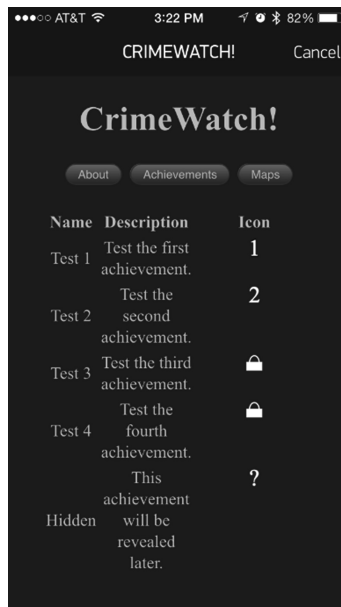 AT&T 3:22 PM 82%
CRIMEWATCH! Cancel
CrimeWatch!
About Achievements Maps
Name Description Icon
Test 1 Test the first achievement. 1
Test 2 Test the second achievement. 2
Test 3 Test the third achievement.
Test 4 Test the fourth achievement.
Hidden This achievement will be revealed later. ?